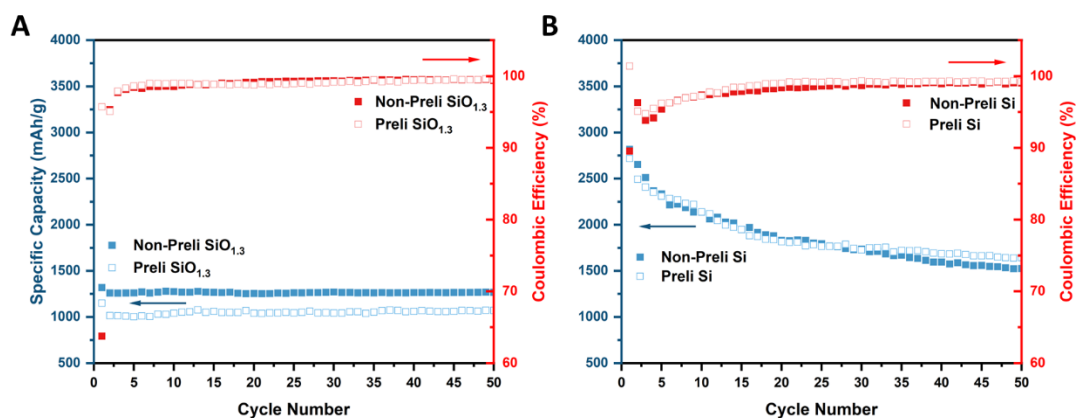 A
Specific Capacity (mAh/g)
4000
3500
3000
2500
2000
1500
1000
500
0 5 10 15 20 25 30 35 40 45 50
Cycle Number
100
90
80
70
60
Coulombic Efficiency (%)
Non-Preli SiO1.3
Preli SiO1.3
Non-Preli SiO1.3
Preli SiO1.3
B
Specific Capacity (mAh/g)
4000
3500
3000
2500
2000
1500
1000
500
0 5 10 15 20 25 30 35 40 45 50
Cycle Number
100
90
80
70
60
Coulombic Efficiency (%)
Non-Preli Si
Preli Si
Non-Preli Si
Preli Si